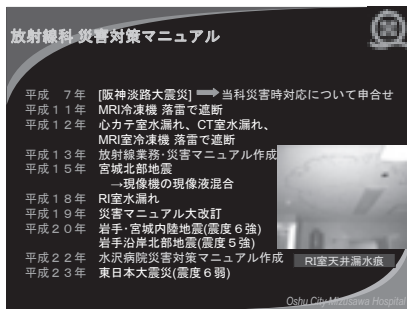 放射線科 災害対策マニュアル
平成　７年　[阪神淡路大震災] ➡当科災害時対応について申合せ
平成１１年　MRI冷凍機 落雷で遮断
平成１２年　心カテ室水漏れ、CT室水漏れ、
MRI室冷凍機 落雷で遮断
平成１３年　放射線業務･災害マニュアル作成
平成１５年　宮城北部地震
→現像機の現像液混合
平成１８年　RI室水漏れ
平成１９年　災害マニュアル大改訂
平成２０年　岩手･宮城内陸地震(震度６強)
岩手沿岸北部地震(震度５強)
平成２２年　水沢病院災害対策マニュアル作成
平成２３年　東日本大震災(震度６弱)
RI室天井漏水痕
Oshu City Mizusawa Hospital